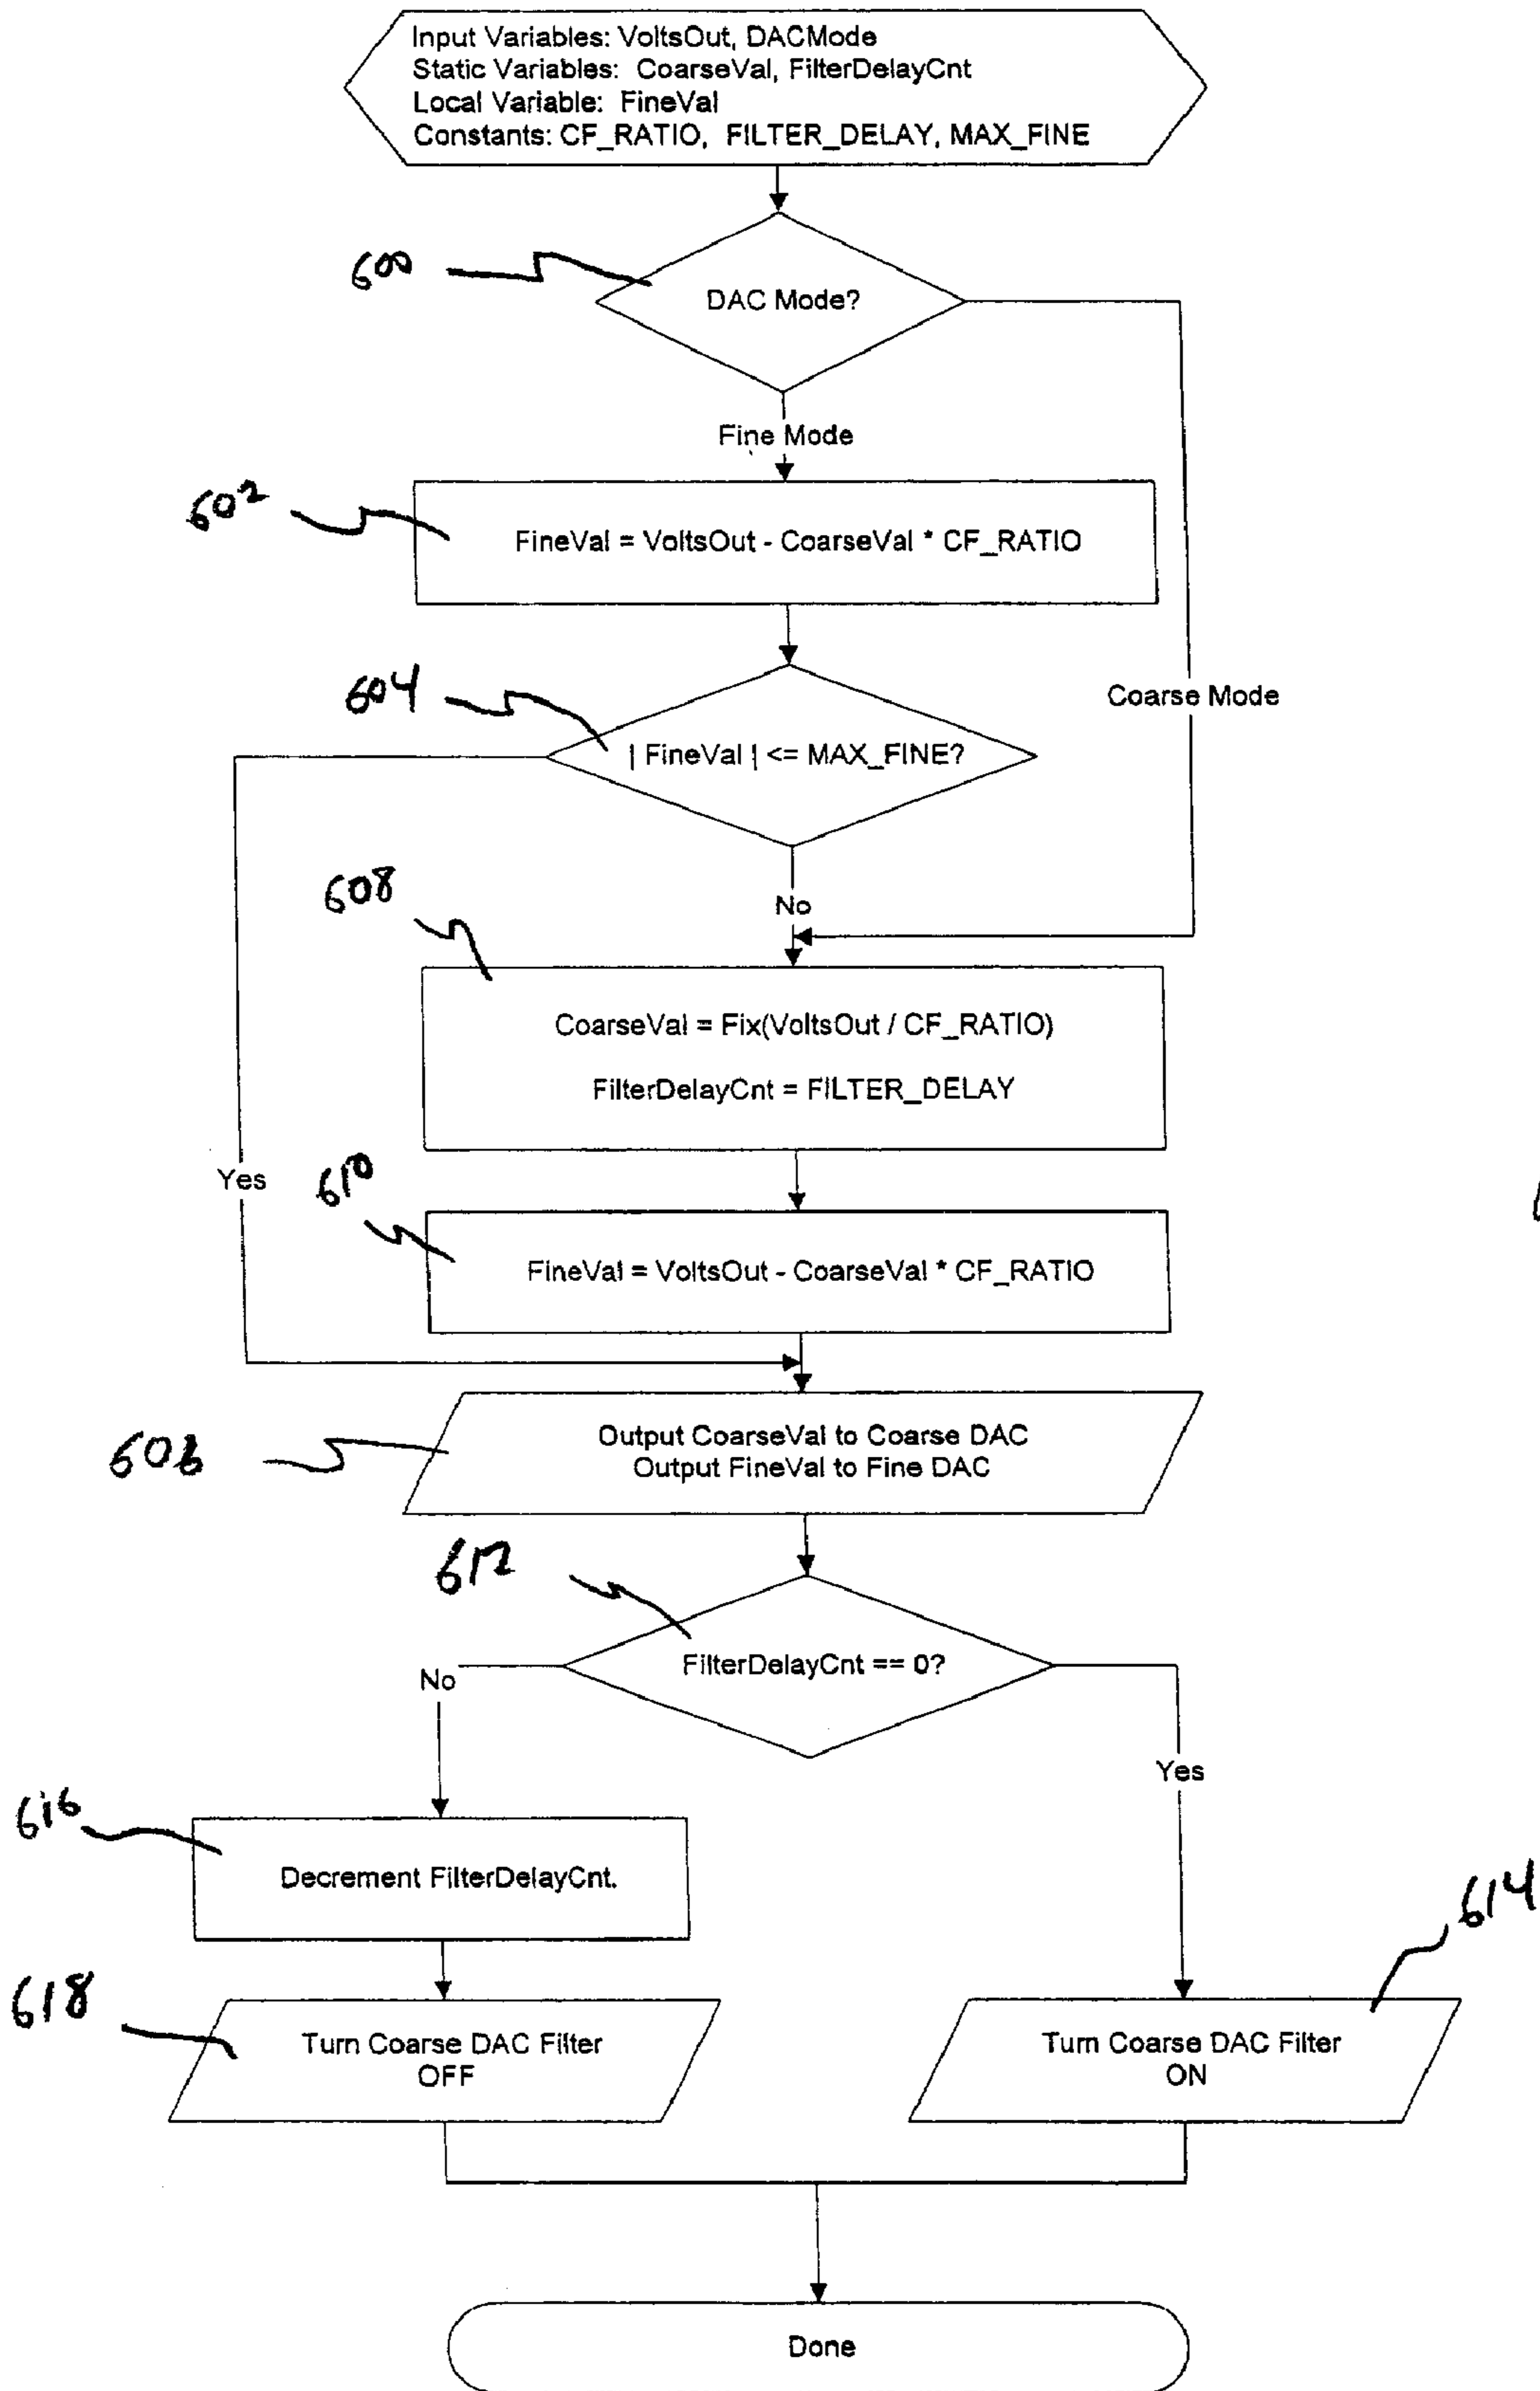 Input Variables: VoltsOut, DACMode
Static Variables: CoarseVal, FilterDelayCnt
Local Variable: FineVal
Constants: CF_RATIO, FILTER_DELAY, MAX_FINE
600
DAC Mode?
Fine Mode
602
FineVal = VoltsOut - CoarseVal * CF_RATIO
604
Coarse Mode
| FineVal | <= MAX_FINE?
608
No
CoarseVal = Fix(VoltsOut / CF_RATIO)
FilterDelayCnt = FILTER_DELAY
Yes
610
FineVal = VoltsOut - CoarseVal * CF_RATIO
606
Output CoarseVal to Coarse DAC
Output FineVal to Fine DAC
612
FilterDelayCnt == 0?
No
Yes
616
Decrement FilterDelayCnt.
614
618
Turn Coarse DAC Filter
OFF
Turn Coarse DAC Filter
ON
Done